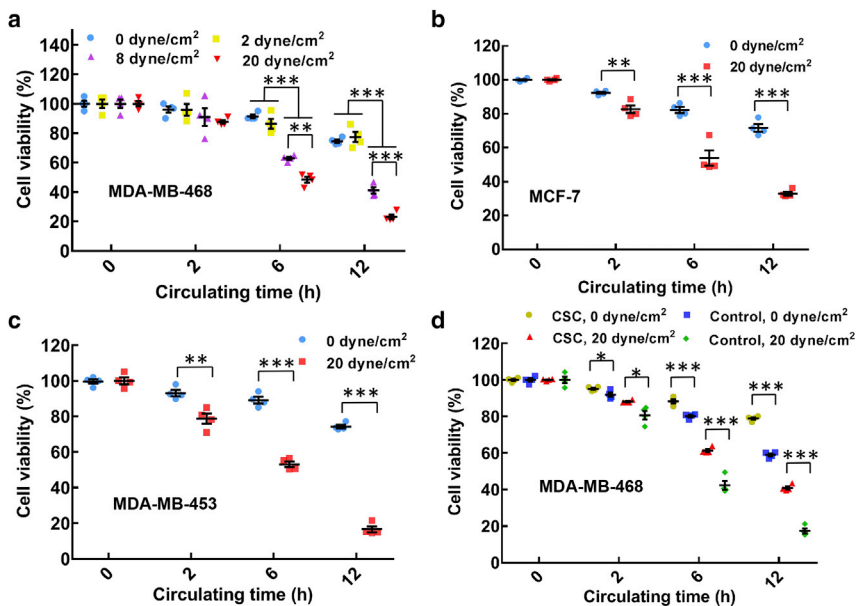 a
0 dyne/cm²
2 dyne/cm²
8 dyne/cm²
20 dyne/cm²
Cell viability (%)
140
120
100
80
60
40
20
0
***
**
***
***
MDA-MB-468
0
2
6
12
Circulating time (h)
b
0 dyne/cm²
20 dyne/cm²
Cell viability (%)
120
100
80
60
40
20
0
**
***
***
MCF-7
0
2
6
12
Circulating time (h)
c
0 dyne/cm²
20 dyne/cm²
Cell viability (%)
120
100
80
60
40
20
0
**
***
***
MDA-MB-453
0
2
6
12
Circulating time (h)
d
CSC, 0 dyne/cm²
Control, 0 dyne/cm²
CSC, 20 dyne/cm²
Control, 20 dyne/cm²
Cell viability (%)
120
100
80
60
40
20
0
*
*
***
***
***
***
MDA-MB-468
0
2
6
12
Circulating time (h)